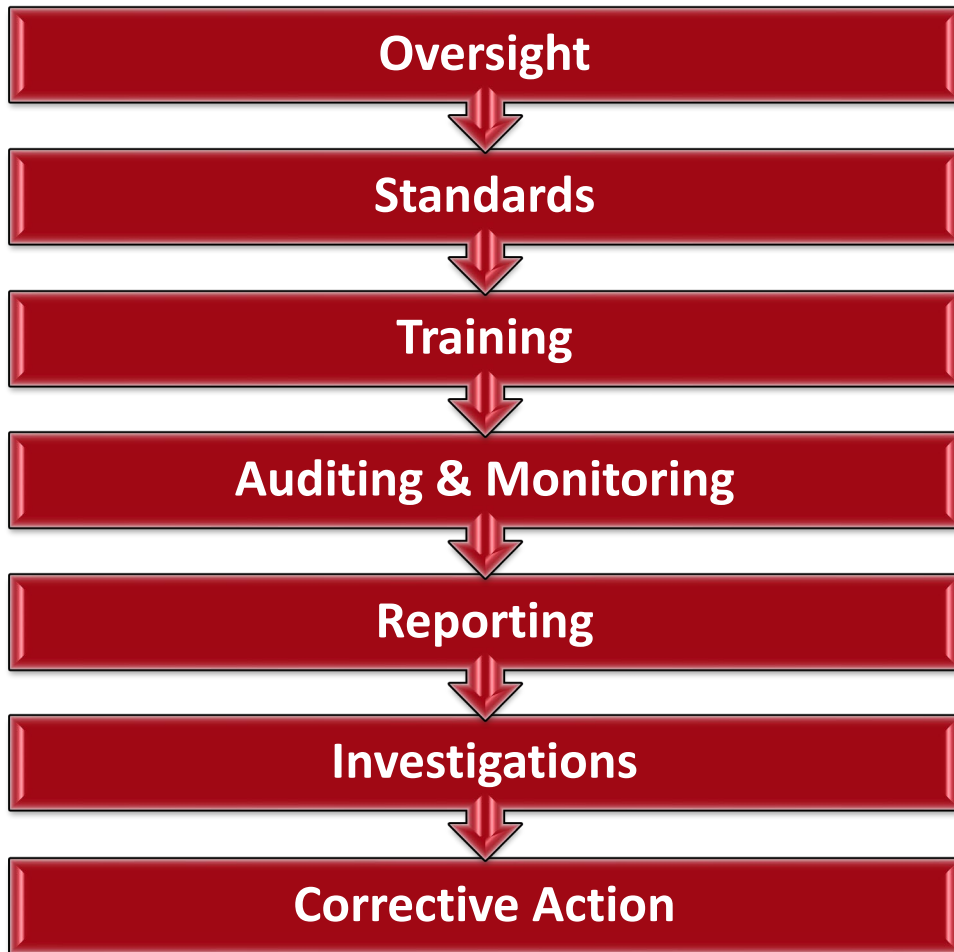 Oversight
Standards
Training
Auditing & Monitoring
Reporting
Investigations
Corrective Action